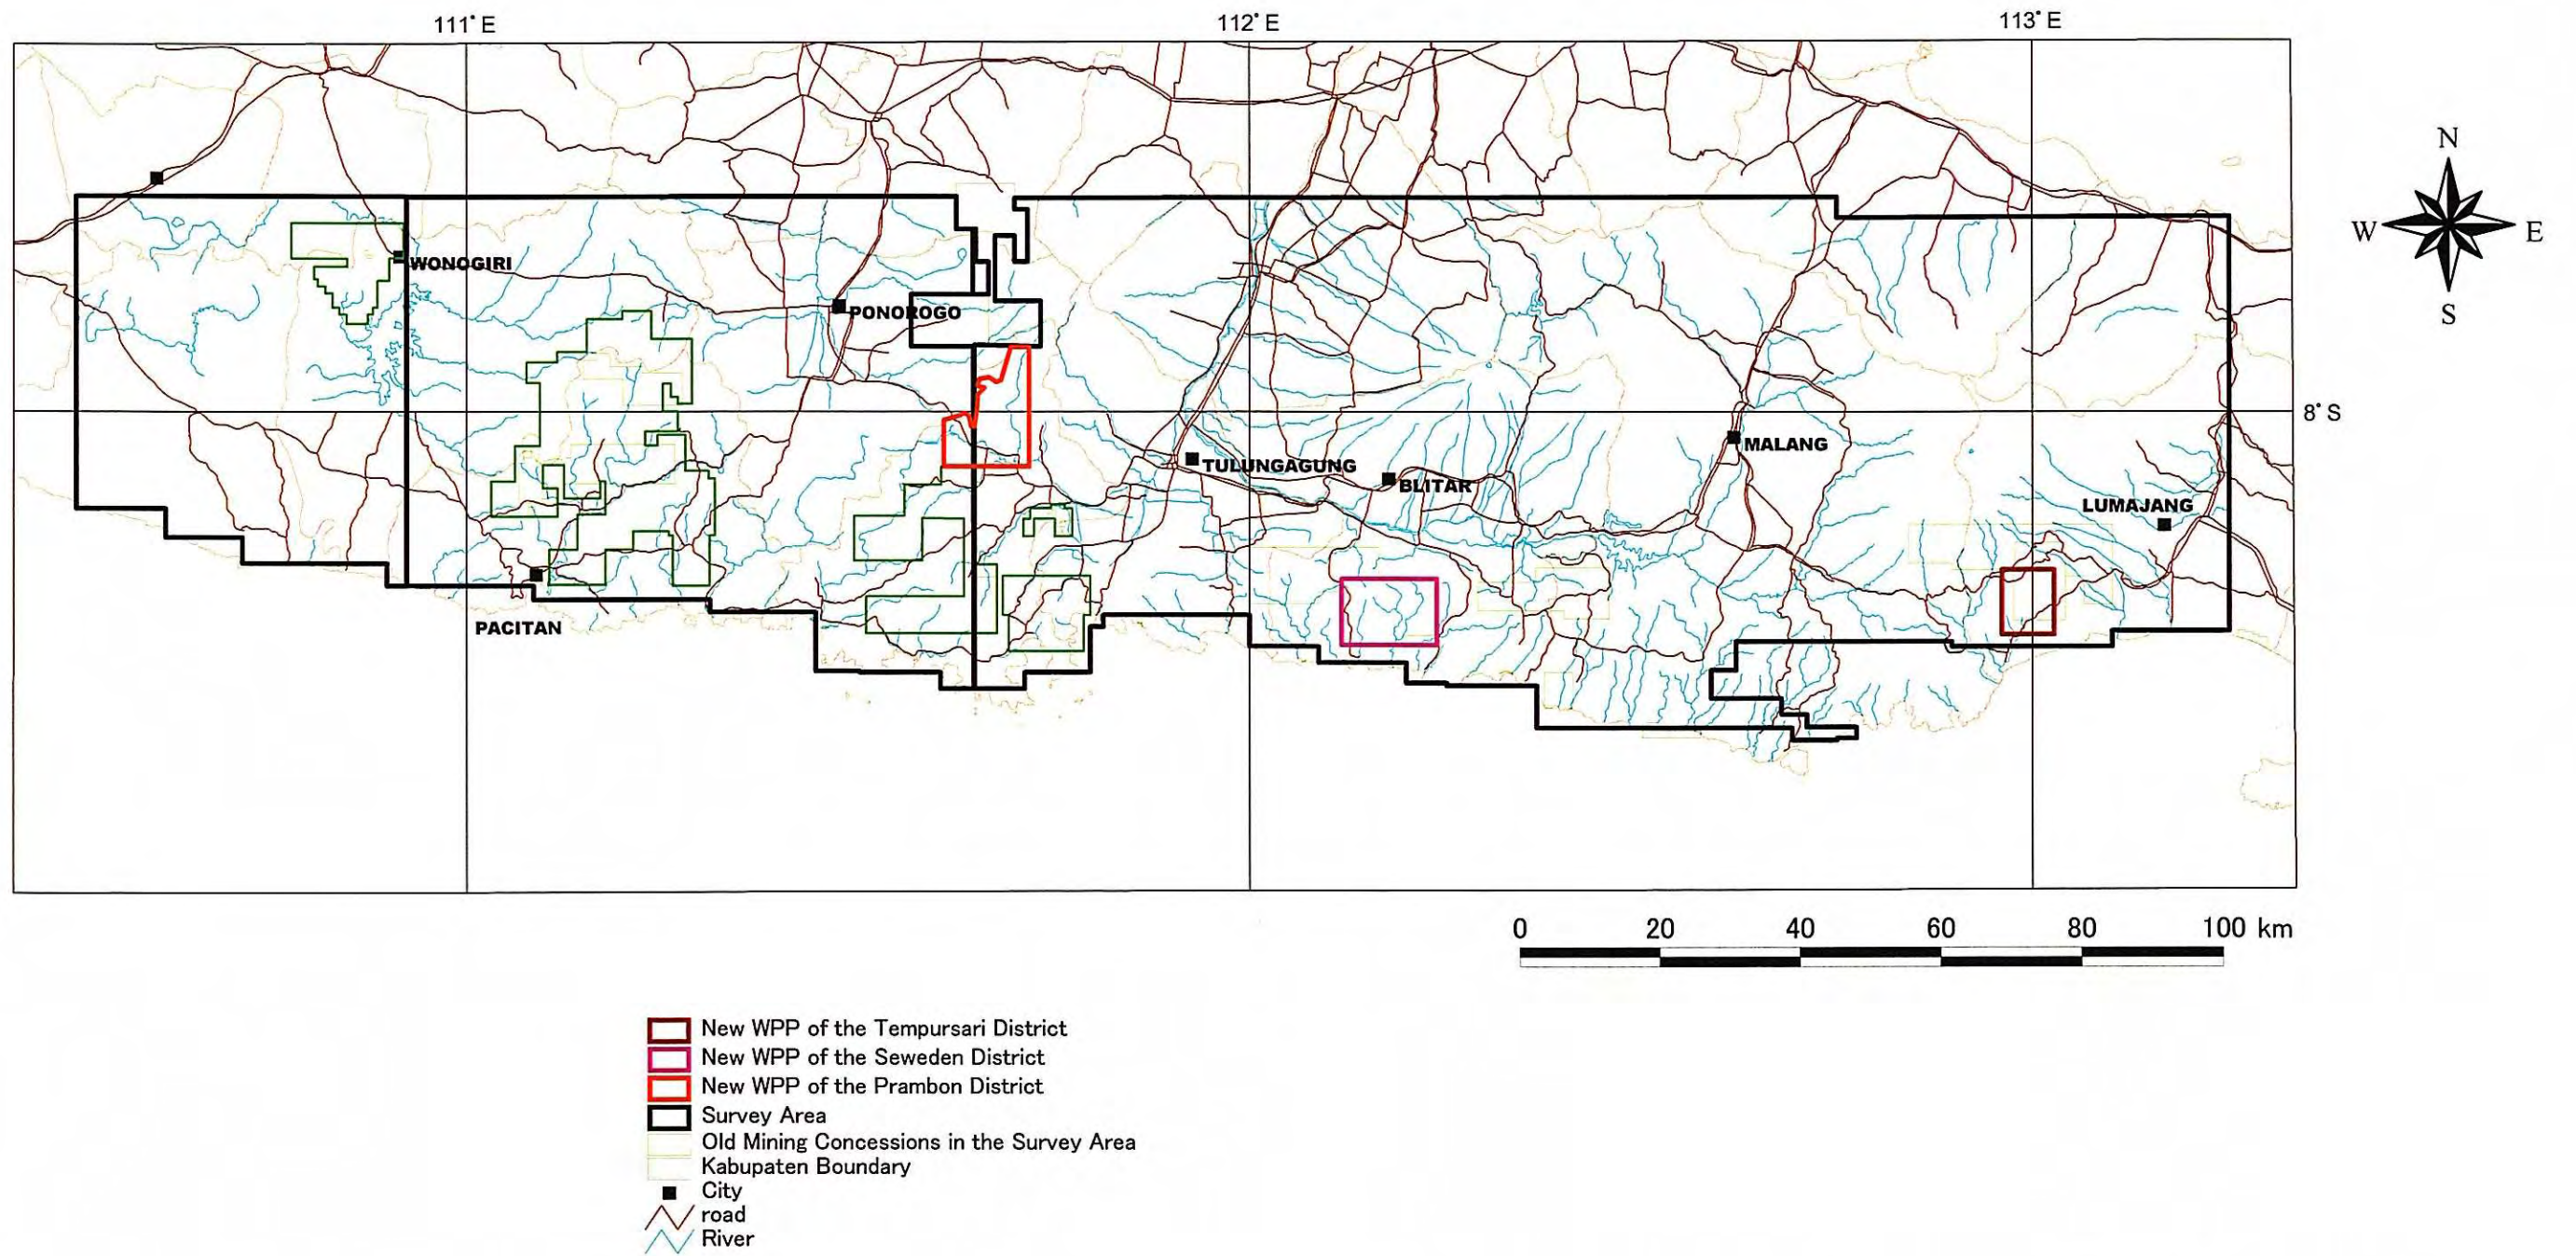 111° E
112° E
113° E
N
W
E
S
WONOGIRI
PONOROGO
8° S
MALANG
TULUNGAGUNG
BLITAR
LUMAJANG
PACITAN
0 20 40 60 80 100 km
New WPP of the Tempursari District
New WPP of the Seweden District
New WPP of the Prambon District
Survey Area
Old Mining Concessions in the Survey Area
Kabupaten Boundary
City
road
River